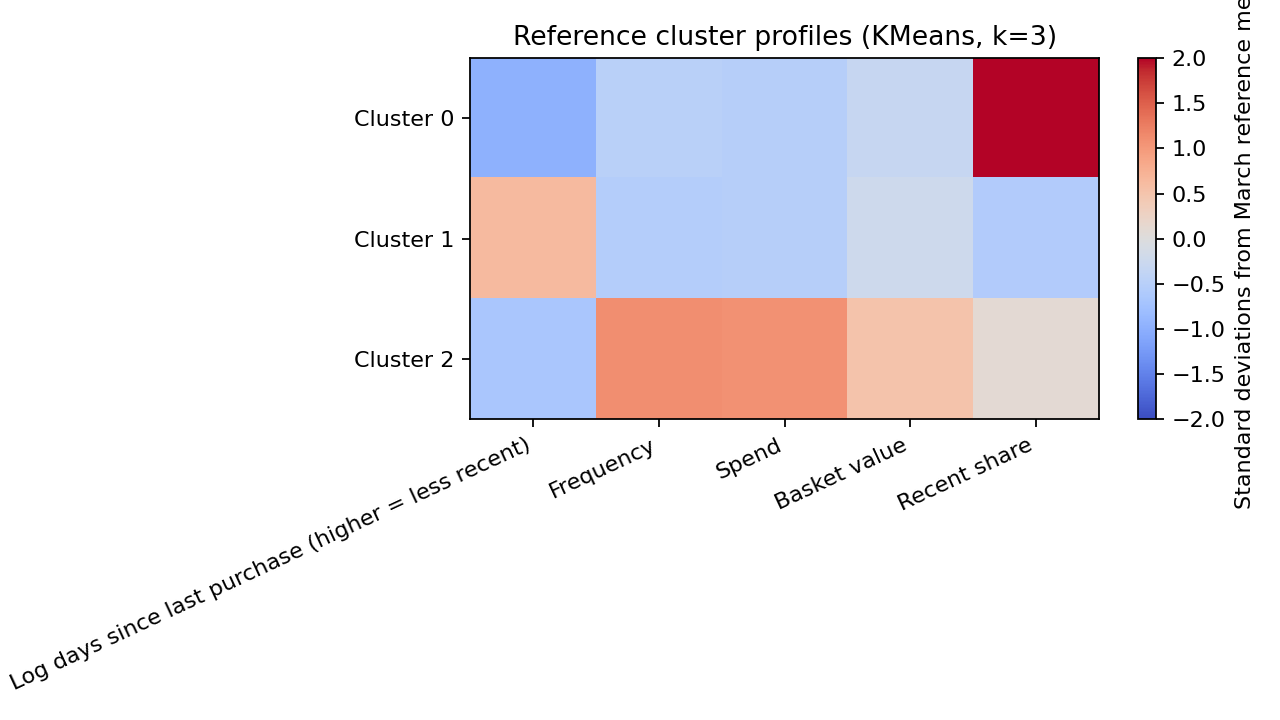 Reference cluster profiles (KMeans, k=3)
Cluster 0
Cluster 1
Cluster 2
Log days since last purchase (higher = less recent)
Frequency
Spend
Basket value
Recent share
2.0
1.5
1.0
0.5
0.0
−0.5
−1.0
−1.5
−2.0
Standard deviations from March reference